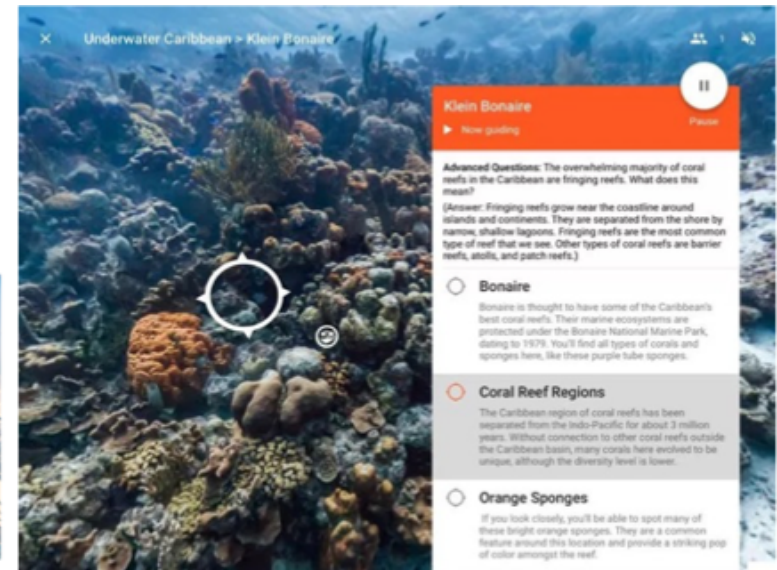 Underwater Caribbean > Klein Bonaire
1
Klein Bonaire
Now guiding
Pause
Advanced Questions: The overwhelming majority of coral
reefs in the Caribbean are fringing reefs. What does this
mean?
(Answer: Fringing reefs grow near the coastline around
islands and continents. They are separated from the shore by
narrow, shallow lagoons. Fringing reefs are the most common
type of reef that we see. Other types of coral reefs are barrier
reefs, atolls, and patch reefs.)
Bonaire
Bonaire is thought to have some of the Caribbean's
best coral reefs. Their marine ecosystems are
protected under the Bonaire National Marine Park,
dating to 1979. You'll find all types of corals and
sponges here, like these purple tube sponges.
Coral Reef Regions
The Caribbean region of coral reefs has been
separated from the Indo-Pacific for about 3 million
years. Without connection to other coral reefs outside
the Caribbean basin, many corals here evolved to be
unique, although the diversity level is lower.
Orange Sponges
If you look closely, you'll be able to spot many of
these bright orange sponges. They are a common
feature around this location and provide a striking pop
of color amongst the reef.